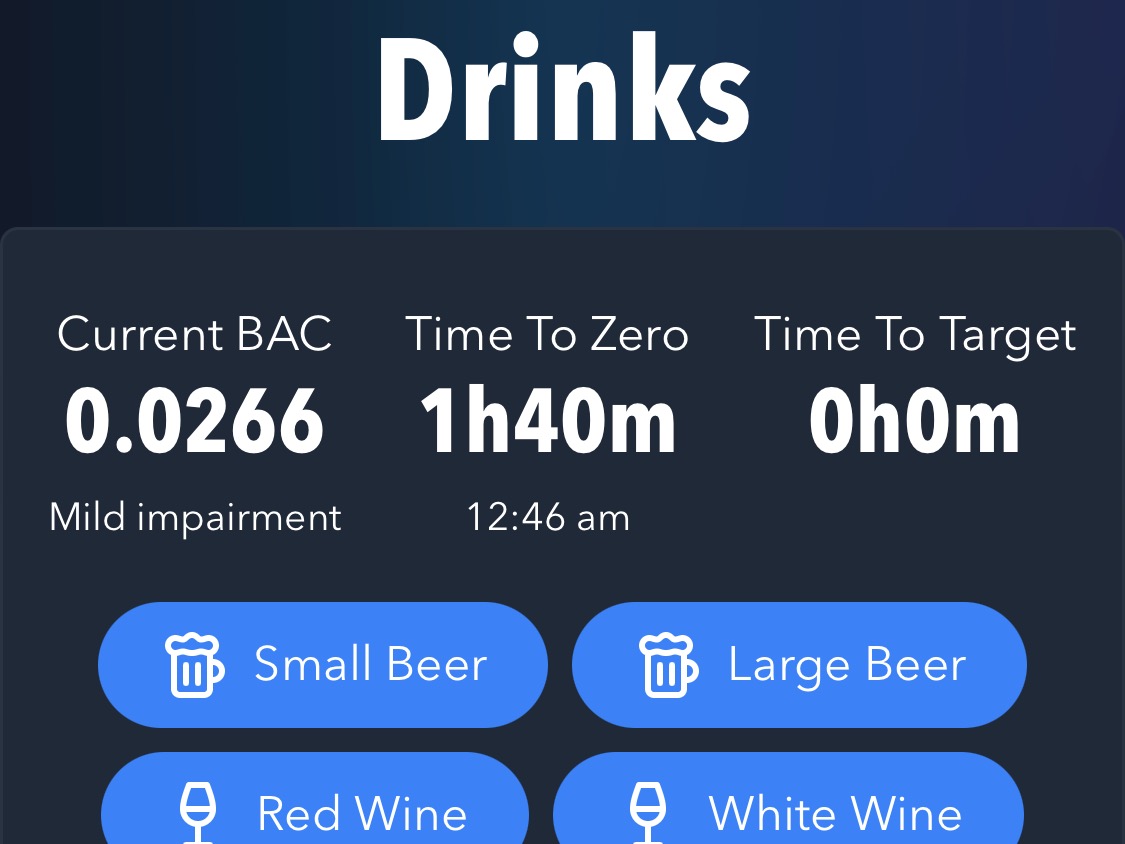 Drinks
Current BAC
Time To Zero
Time To Target
0.0266
1h40m
0h0m
Mild impairment
12:46 am
Small Beer
Large Beer
Red Wine
White Wine